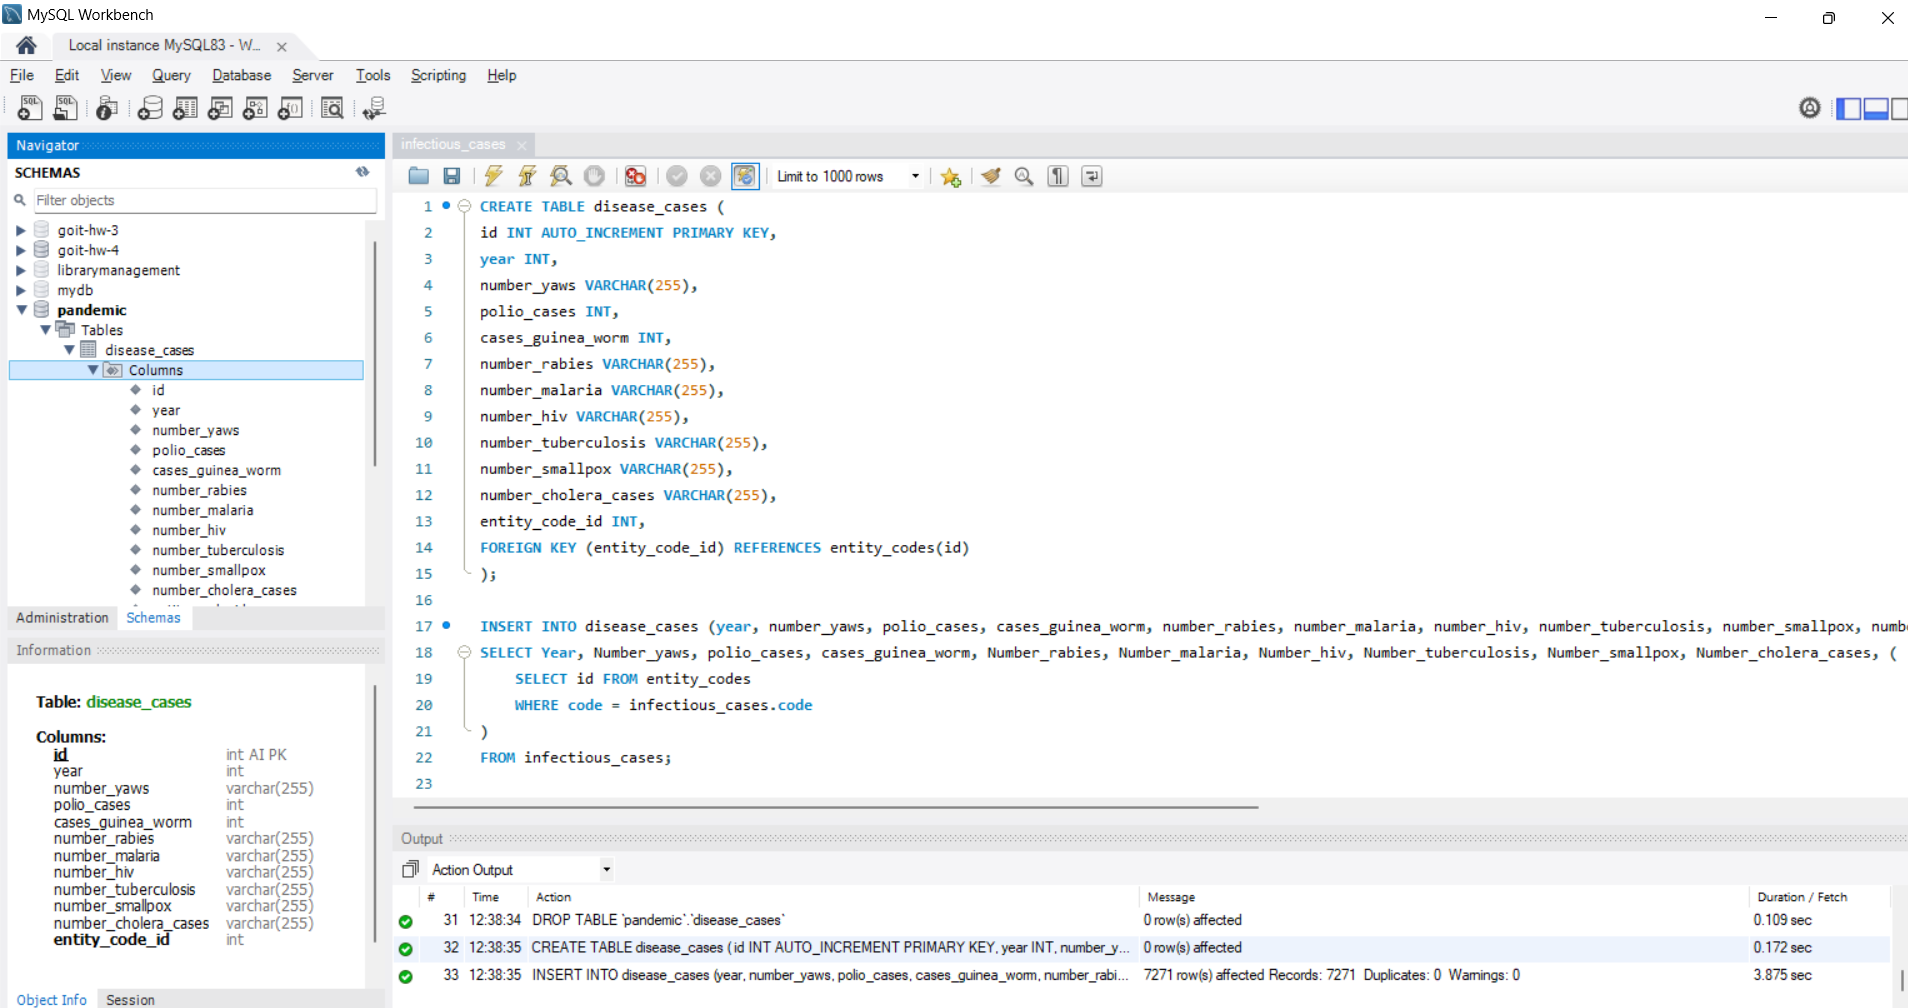 MySQL Workbench
Local instance MySQL83 - W...
File Edit View Query Database Server Tools Scripting Help
Navigator
SCHEMAS
Filter objects
goit-hw-3
goit-hw-4
librarymanagement
mydb
pandemic
Tables
disease_cases
Columns
id
year
number_yaws
polio_cases
cases_guinea_worm
number_rabies
number_malaria
number_hiv
number_tuberculosis
number_smallpox
number_cholera_cases
Administration Schemas
Information
Table: disease_cases
Columns:
id int AI PK
year int
number_yaws varchar(255)
polio_cases int
cases_guinea_worm int
number_rabies varchar(255)
number_malaria varchar(255)
number_hiv varchar(255)
number_tuberculosis varchar(255)
number_smallpox varchar(255)
number_cholera_cases varchar(255)
entity_code_id int
Object Info Session
infectious_cases
Limit to 1000 rows
1 CREATE TABLE disease_cases (
2 id INT AUTO_INCREMENT PRIMARY KEY,
3 year INT,
4 number_yaws VARCHAR(255),
5 polio_cases INT,
6 cases_guinea_worm INT,
7 number_rabies VARCHAR(255),
8 number_malaria VARCHAR(255),
9 number_hiv VARCHAR(255),
10 number_tuberculosis VARCHAR(255),
11 number_smallpox VARCHAR(255),
12 number_cholera_cases VARCHAR(255),
13 entity_code_id INT,
14 FOREIGN KEY (entity_code_id) REFERENCES entity_codes(id)
15 );
16
17 INSERT INTO disease_cases (year, number_yaws, polio_cases, cases_guinea_worm, number_rabies, number_malaria, number_hiv, number_tuberculosis, number_smallpox, numb
18 SELECT Year, Number_yaws, polio_cases, cases_guinea_worm, Number_rabies, Number_malaria, Number_hiv, Number_tuberculosis, Number_smallpox, Number_cholera_cases, (
19 SELECT id FROM entity_codes
20 WHERE code = infectious_cases.code
21 )
22 FROM infectious_cases;
23
Output
Action Output
# Time Action Message Duration / Fetch
31 12:38:34 DROP TABLE `pandemic`.`disease_cases` 0 row(s) affected 0.109 sec
32 12:38:35 CREATE TABLE disease_cases ( id INT AUTO_INCREMENT PRIMARY KEY, year INT, number_y... 0 row(s) affected 0.172 sec
33 12:38:35 INSERT INTO disease_cases (year, number_yaws, polio_cases, cases_guinea_worm, number_rabi... 7271 row(s) affected Records: 7271 Duplicates: 0 Warnings: 0 3.875 sec